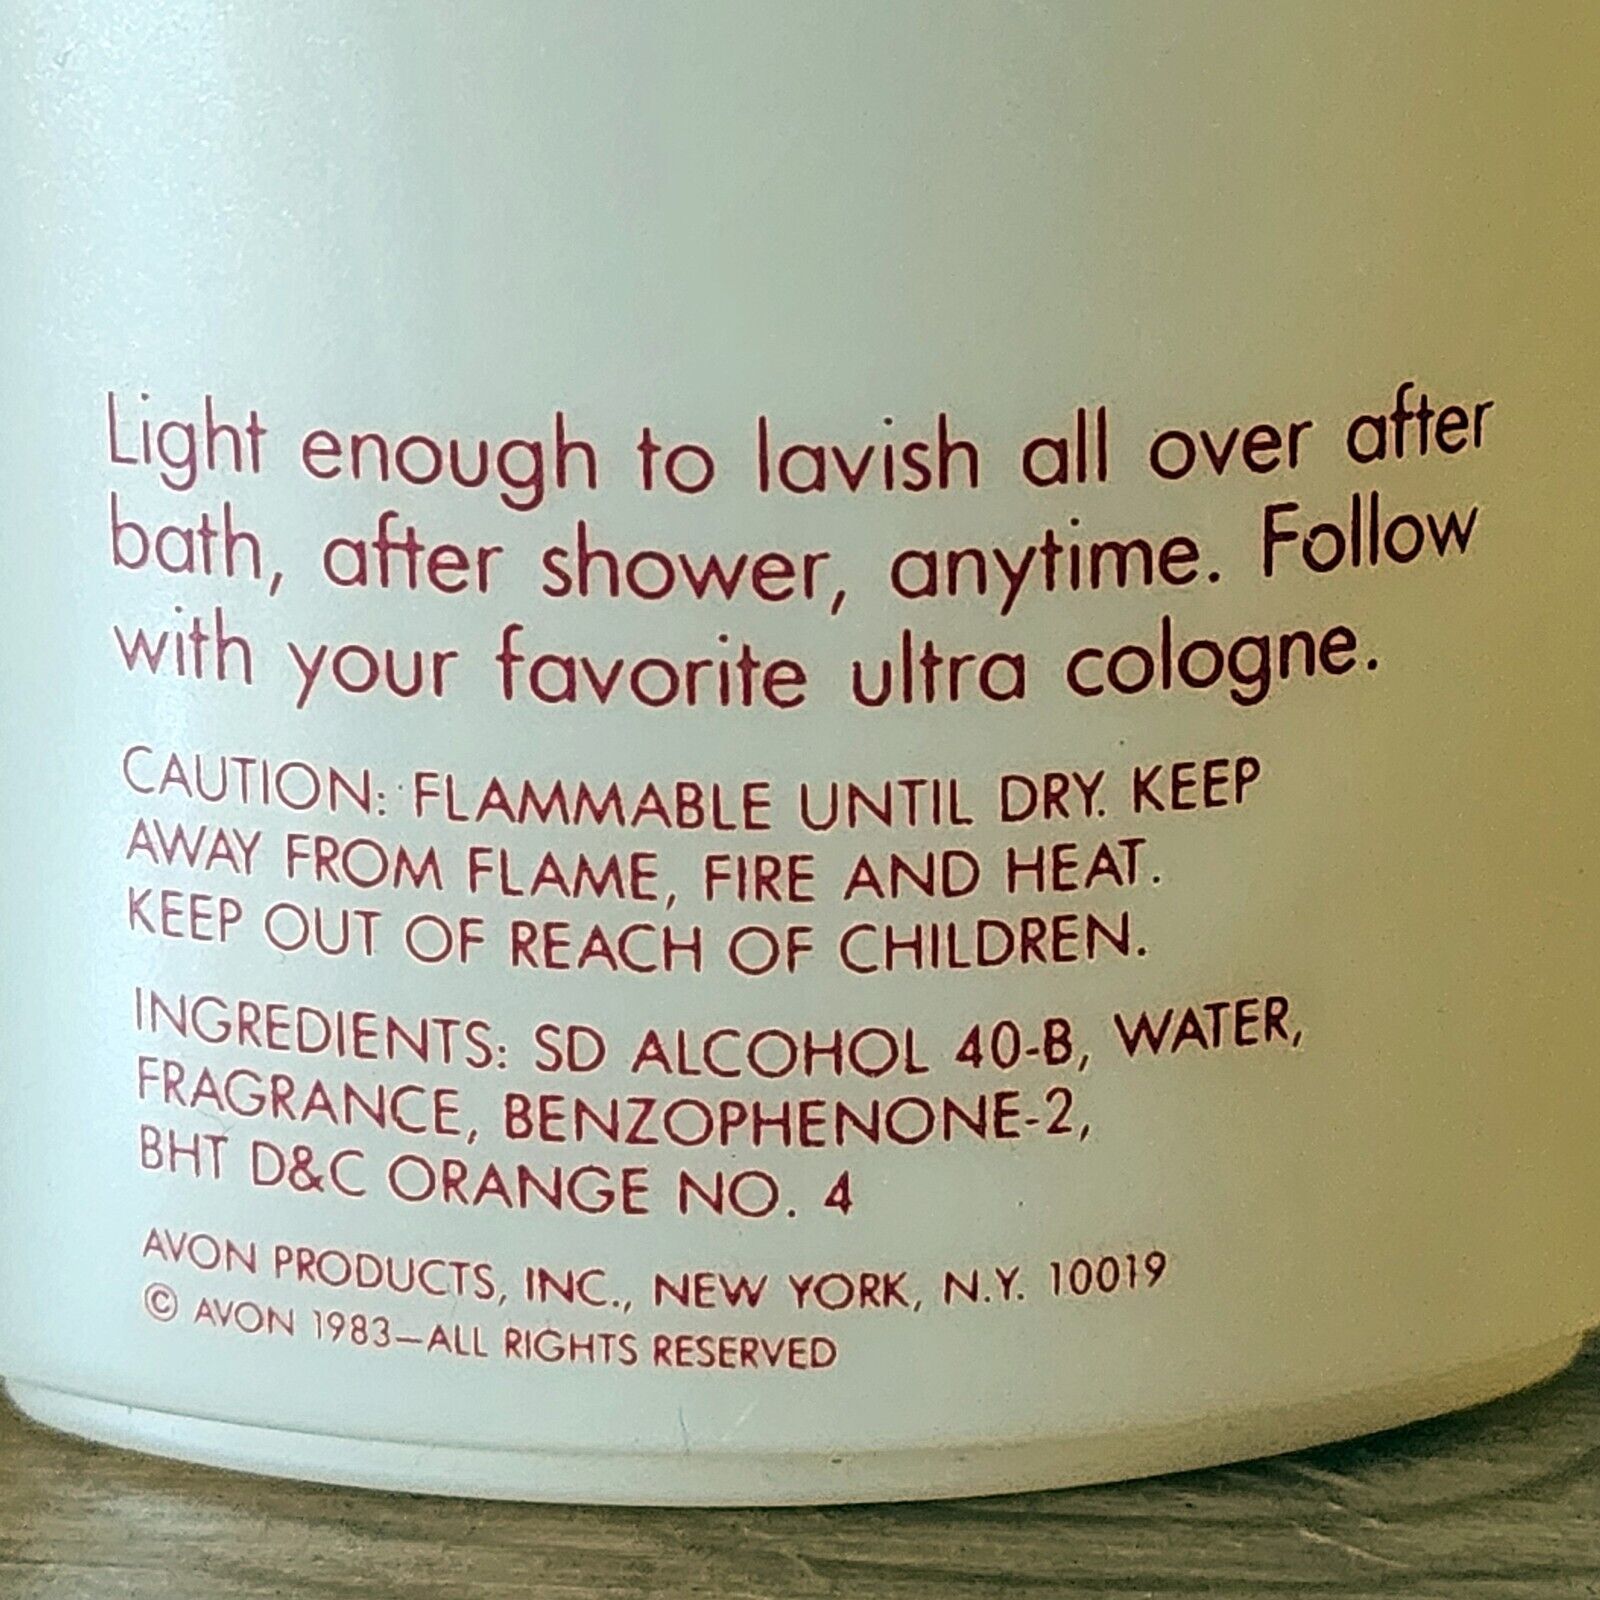 Light enough to lavish all over after
bath, after shower, anytime. Follow
with your favorite ultra cologne.
CAUTION: FLAMMABLE UNTIL DRY. KEEP
AWAY FROM FLAME, FIRE AND HEAT.
KEEP OUT OF REACH OF CHILDREN.
INGREDIENTS: SD ALCOHOL 40-B, WATER,
FRAGRANCE, BENZOPHENONE-2,
BHT D&C ORANGE NO. 4
AVON PRODUCTS, INC., NEW YORK, N.Y. 10019
© AVON 1983—ALL RIGHTS RESERVED